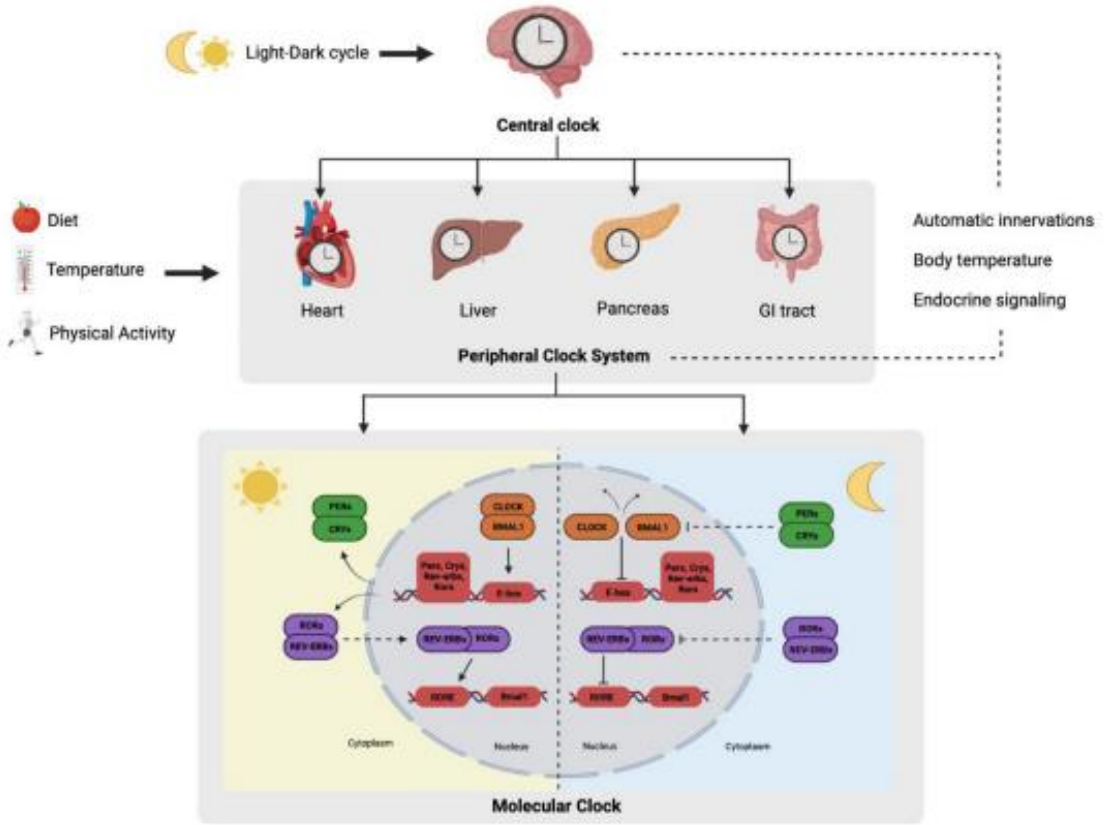 Light-Dark cycle
Central clock
Diet
Temperature
Physical Activity
Heart
Liver
Pancreas
GI tract
Peripheral Clock System
Automatic innervations
Body temperature
Endocrine signaling
PERs
CRYs
CLOCK
BMAL1
Pers, Crys,
Rev-erbs,
Rors
E-box
RORs
REV-ERBs
REV-ERBs
RORs
RORE
Bmal1
Cytoplasm
Nucleus
CLOCK
BMAL1
PERs
CRYs
E-box
Pers, Crys,
Rev-erbs,
Rors
REV-ERBs
RORs
RORs
REV-ERBs
RORE
Bmal1
Nucleus
Cytoplasm
Molecular Clock